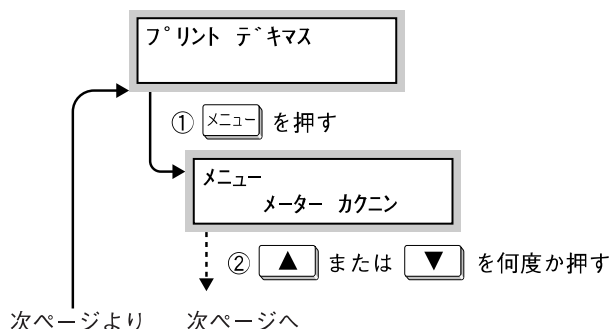 プリント デキマス
① メニュー を押す
メニュー
メーター カクニン
② ▲ または ▼ を何度か押す
次ページより 次ページへ